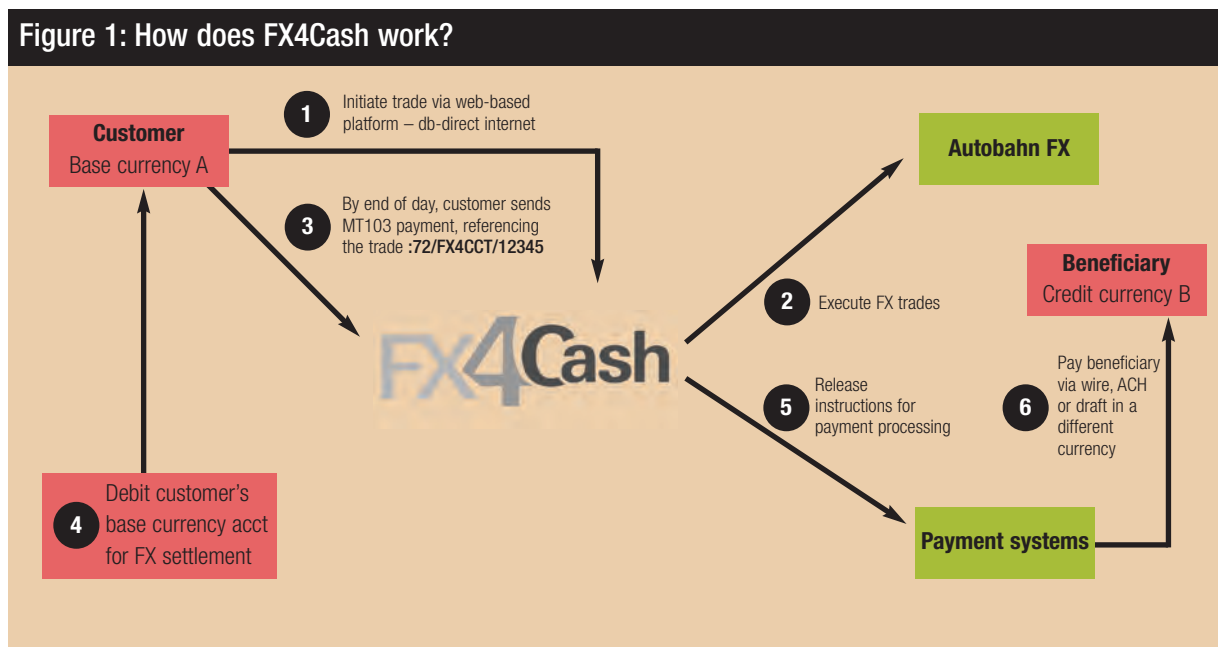 Figure 1: How does FX4Cash work?
1
Initiate trade via web-based
platform – db-direct internet
Customer
Base currency A
Autobahn FX
3
By end of day, customer sends
MT103 payment, referencing
the trade :72/FX4CCT/12345
Beneficiary
Credit currency B
2
Execute FX trades
FX4Cash
5
Release
instructions for
payment processing
6
Pay beneficiary
via wire, ACH
or draft in a
different
currency
4
Debit customer's
base currency acct
for FX settlement
Payment systems